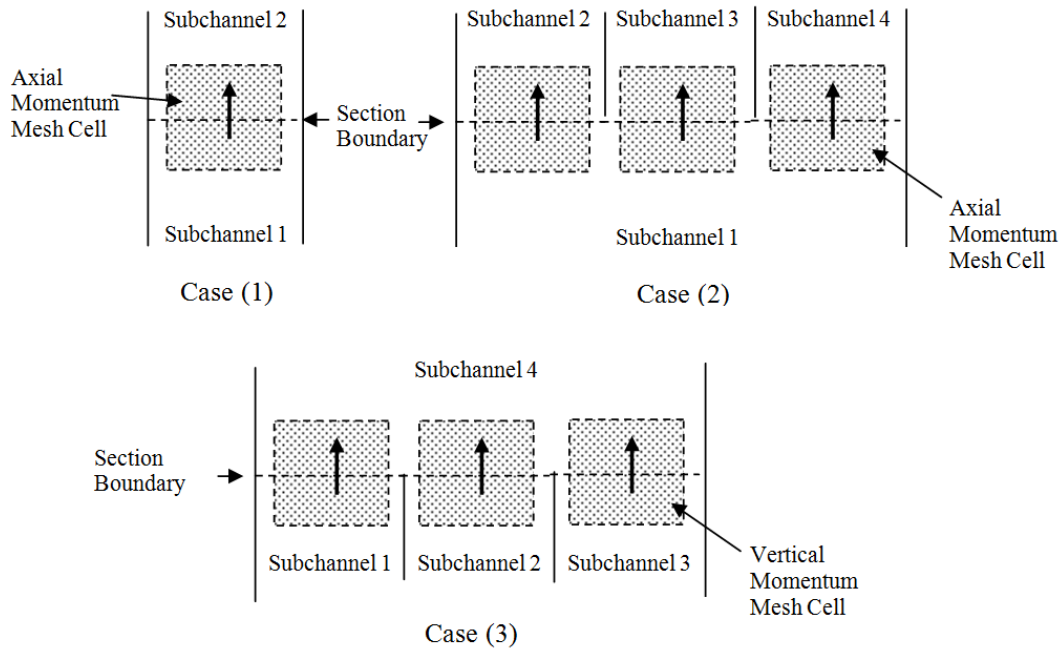 Subchannel 2
Axial
Momentum
Mesh Cell
Subchannel 1
Case (1)
Section
Boundary
Subchannel 2
Subchannel 3
Subchannel 4
Subchannel 1
Axial
Momentum
Mesh Cell
Case (2)
Subchannel 4
Section
Boundary
Subchannel 1
Subchannel 2
Subchannel 3
Vertical
Momentum
Mesh Cell
Case (3)